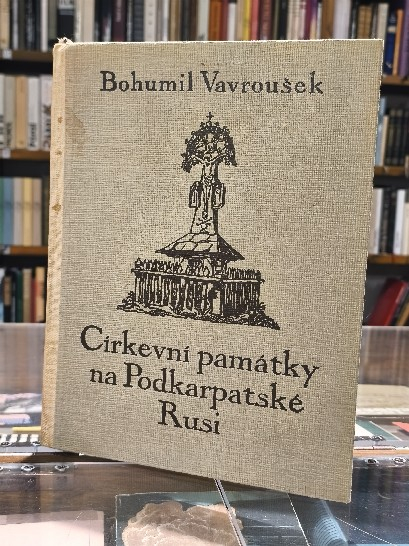 Bohumil Vavroušek
Církevní památky
na Podkarpatské
Rusi